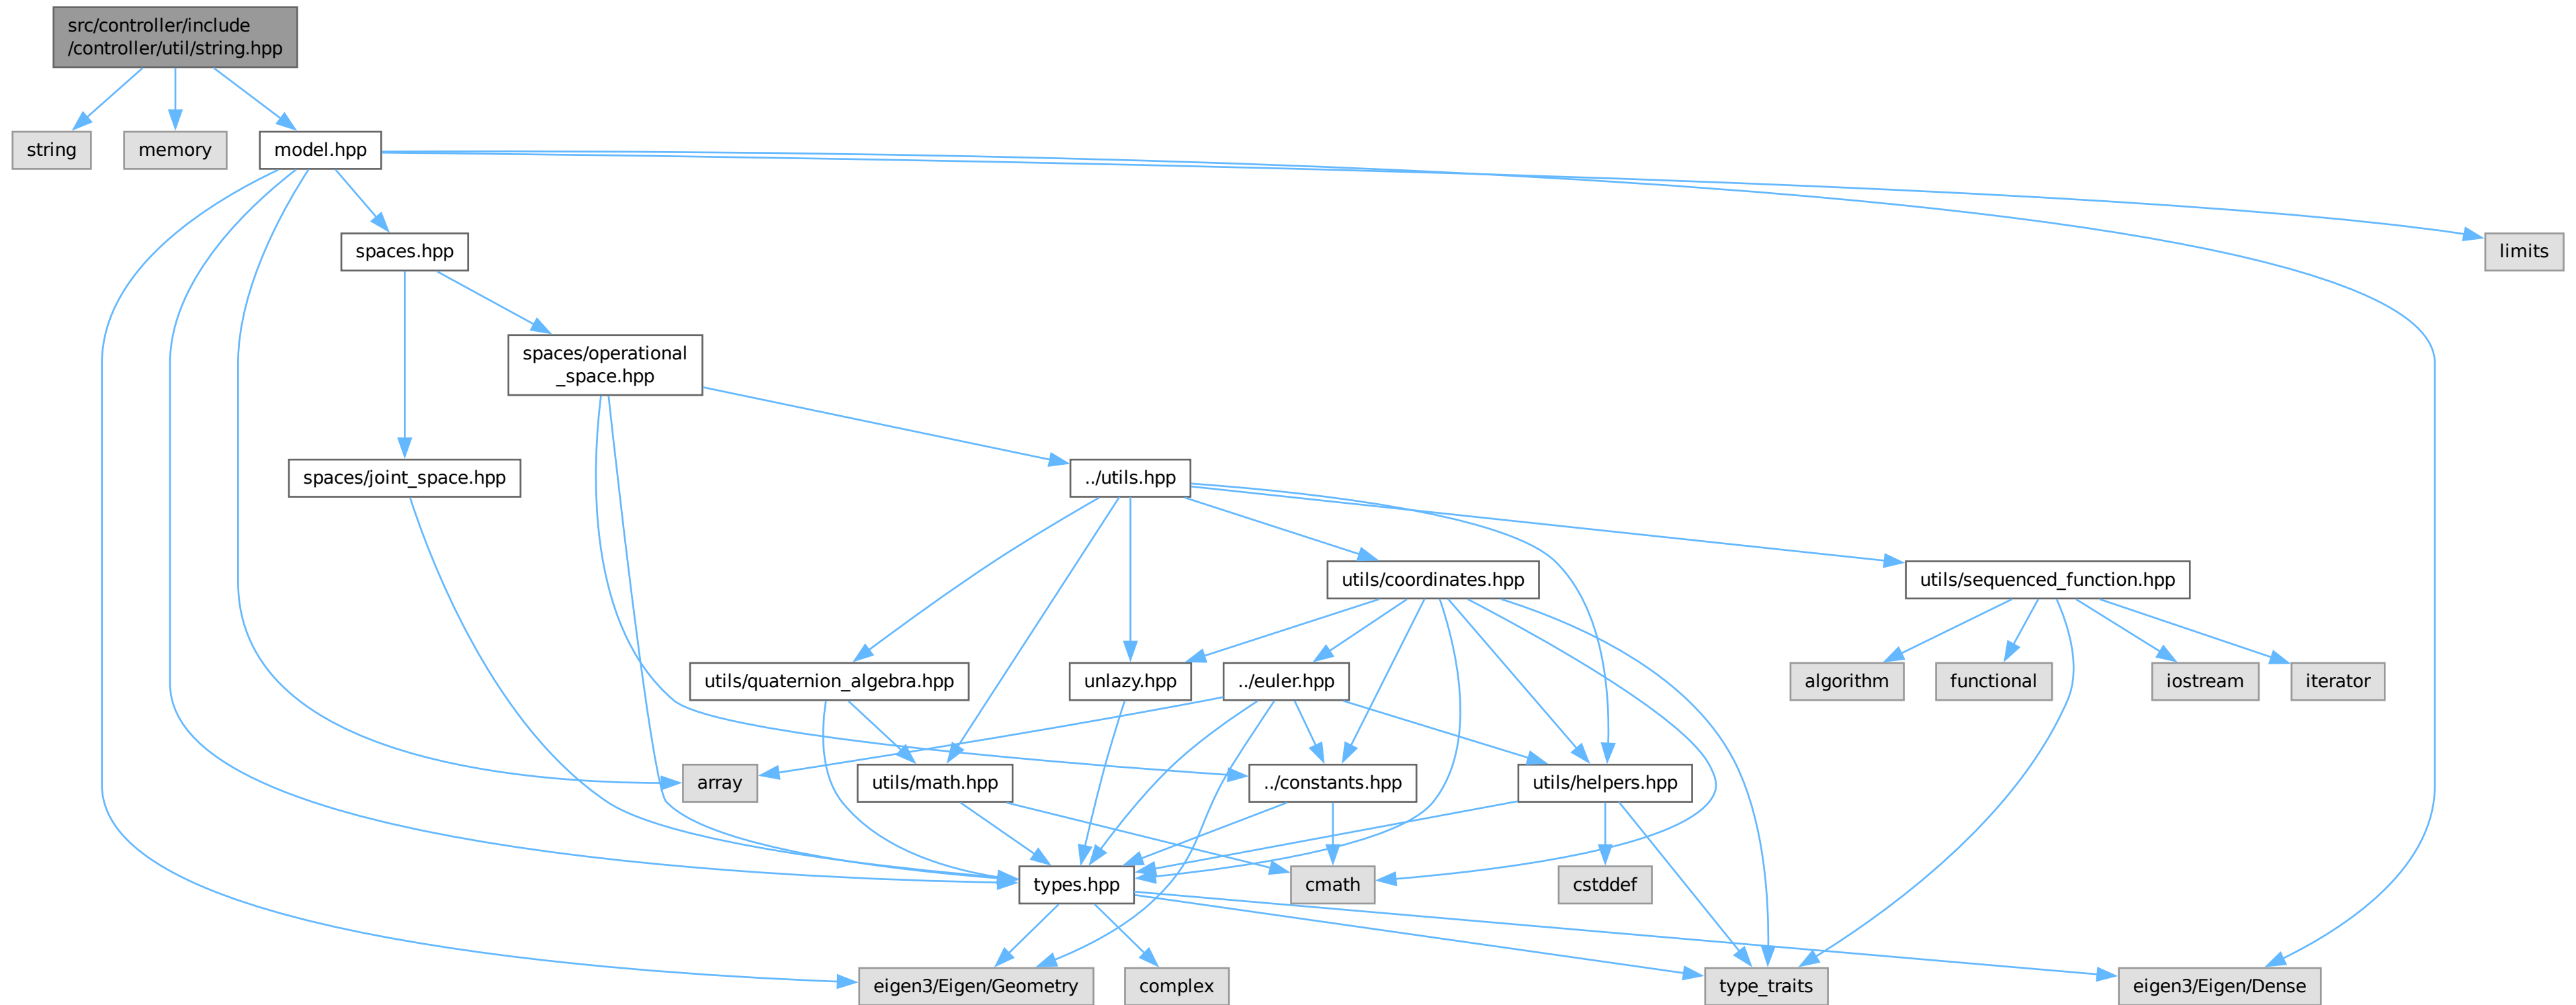 src/controller/include
/controller/util/string.hpp
string
memory
model.hpp
spaces.hpp
limits
spaces/operational
_space.hpp
spaces/joint_space.hpp
../utils.hpp
utils/coordinates.hpp
utils/sequenced_function.hpp
utils/quaternion_algebra.hpp
unlazy.hpp
../euler.hpp
algorithm
functional
iostream
iterator
array
utils/math.hpp
../constants.hpp
utils/helpers.hpp
types.hpp
cmath
cstddef
eigen3/Eigen/Geometry
complex
type_traits
eigen3/Eigen/Dense